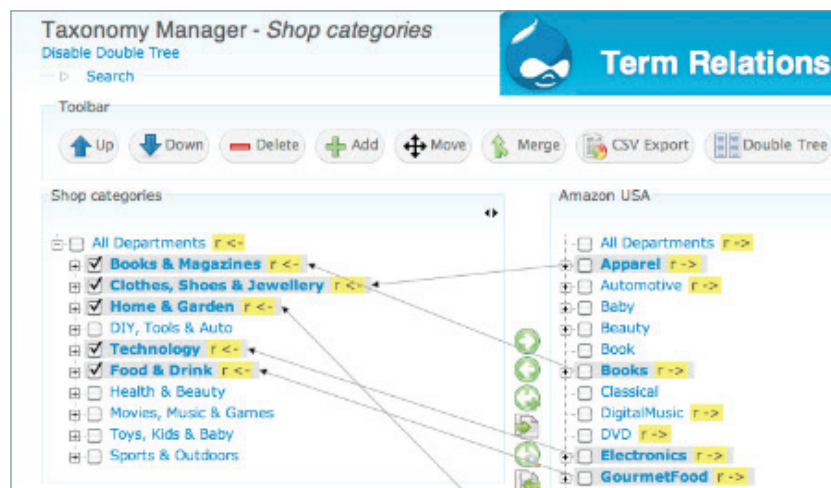 Taxonomy Manager - Shop categories
Disable Double Tree
Search
Term Relations
Toolbar
Up Down Delete Add Move Merge CSV Export Double Tree
Shop categories
All Departments r <-
Books & Magazines r <-
Clothes, Shoes & Jewellery r <-
Home & Garden r <-
DIY, Tools & Auto
Technology r <-
Food & Drink r <-
Health & Beauty
Movies, Music & Games
Toys, Kids & Baby
Sports & Outdoors
Amazon USA
All Departments r ->
Apparel r ->
Automotive r ->
Baby
Beauty
Book
Books r ->
Classical
DigitalMusic r ->
DVD r ->
Electronics r ->
GourmetFood r ->